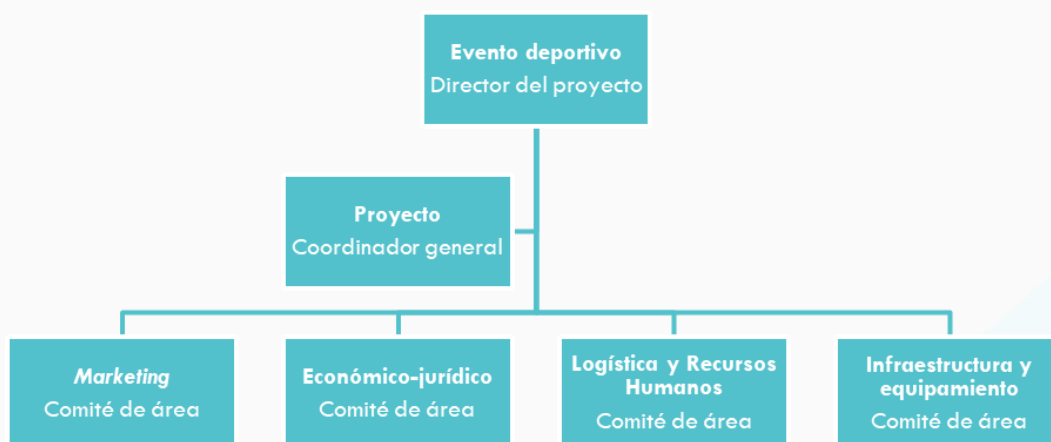 Evento deportivo
Director del proyecto
Proyecto
Coordinador general
Marketing
Comité de área
Económico-jurídico
Comité de área
Logística y Recursos
Humanos
Comité de área
Infraestructura y
equipamiento
Comité de área